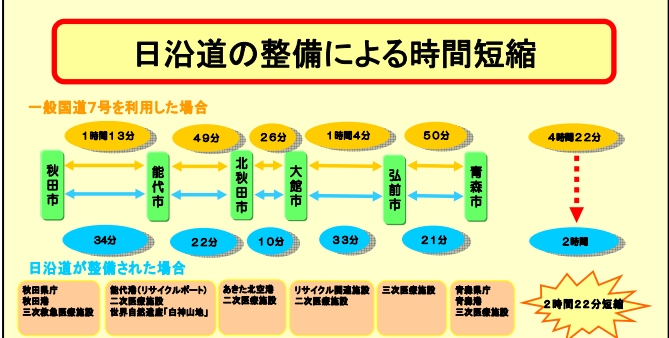 日沿道の整備による時間短縮
一般国道7号を利用した場合
1時間13分
49分
26分
1時間4分
50分
4時間22分
秋田市
能代市
北秋田市
大館市
弘前市
青森市
34分
22分
10分
33分
21分
2時間
日沿道が整備された場合
秋田県庁
秋田港
三次救急医療施設
能代港(リサイクルポート)
二次医療施設
世界自然遺産「白神山地」
あきた北空港
二次医療施設
リサイクル関連施設
二次医療施設
三次医療施設
青森県庁
青森港
三次医療施設
2時間22分短縮